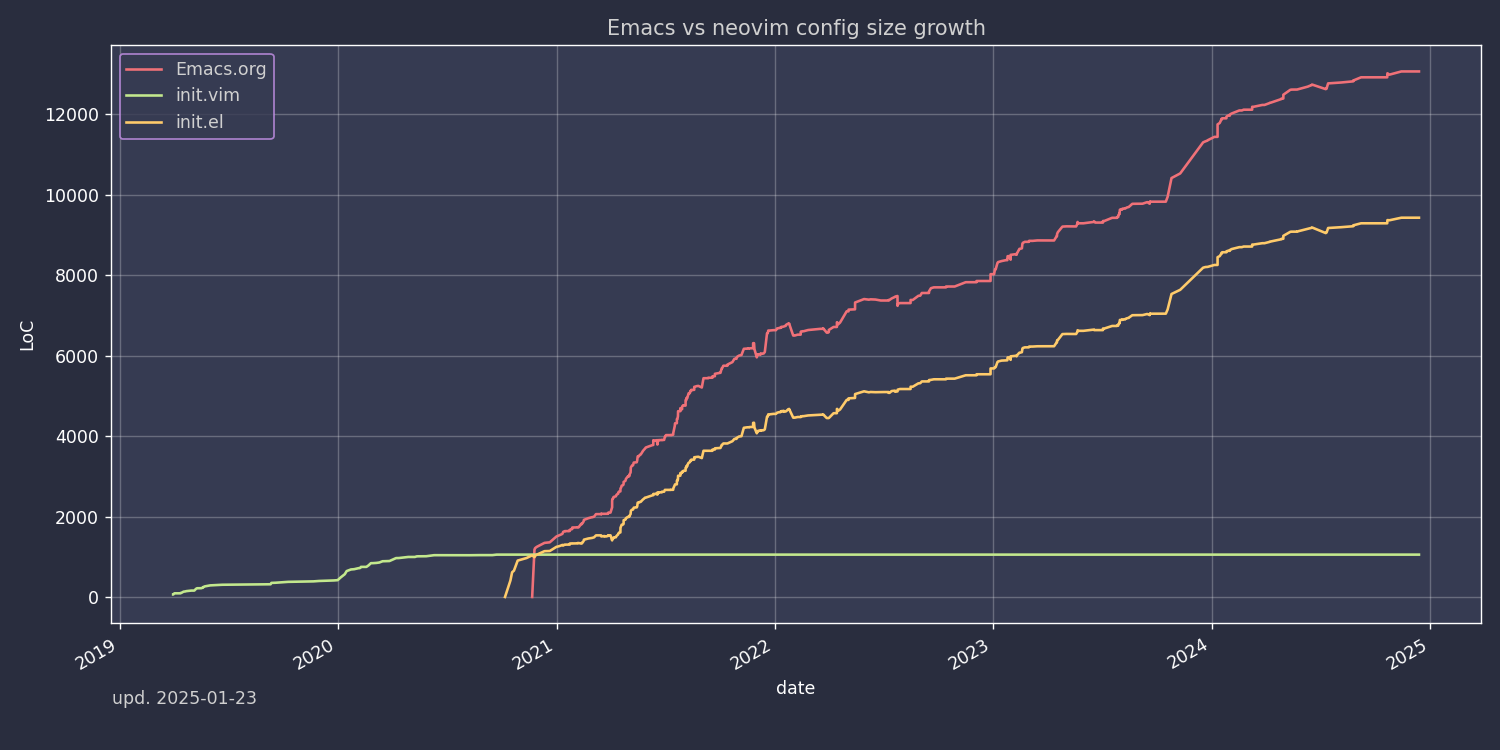 Emacs vs neovim config size growth
Emacs.org
init.vim
init.el
LoC
12000
10000
8000
6000
4000
2000
0
2019
2020
2021
2022
2023
2024
2025
date
upd. 2025-01-23